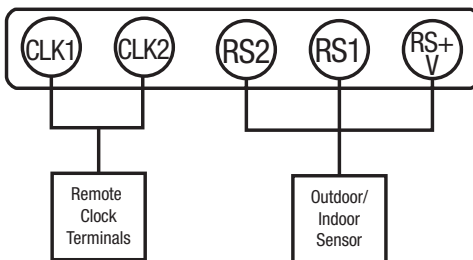 CLK1 CLK2 RS2 RS1 RS+
V
Remote
Clock
Terminals
Outdoor/
Indoor
Sensor